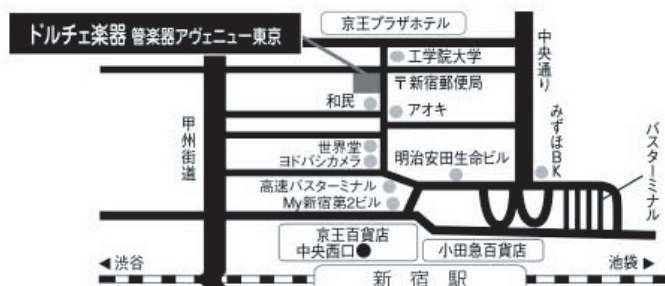 京王プラザホテル
ドルチェ楽器 管楽器アヴェニュー東京
工学院大学
中央通り
〒新宿郵便局
和民
アオキ
みずほBK
バスターミナル
甲州街道
世界堂
ヨドバシカメラ
明治安田生命ビル
高速バスターミナル
My新宿第2ビル
京王百貨店
中央西口●
小田急百貨店
◀渋谷
池袋▶
新宿駅